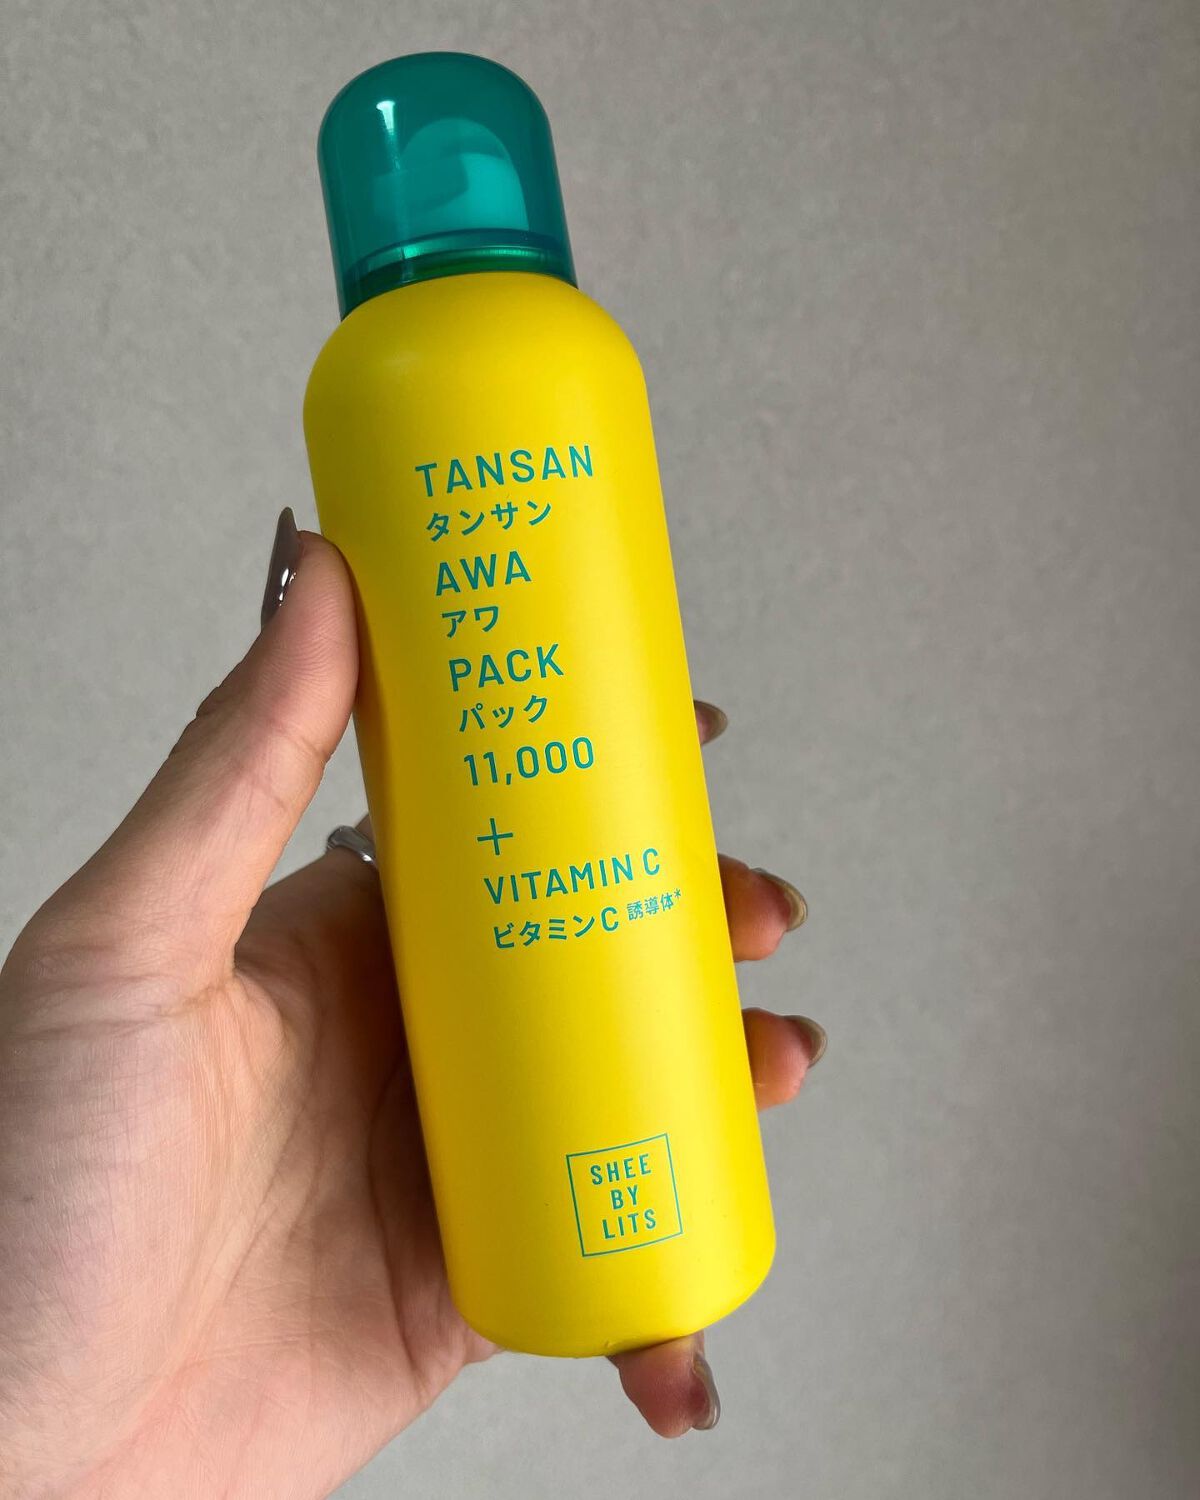 TANSAN
タンサン
AWA
アワ
PACK
パック
11,000
+
VITAMIN C
ビタミンC 誘導体*
SHEE
BY
LITS